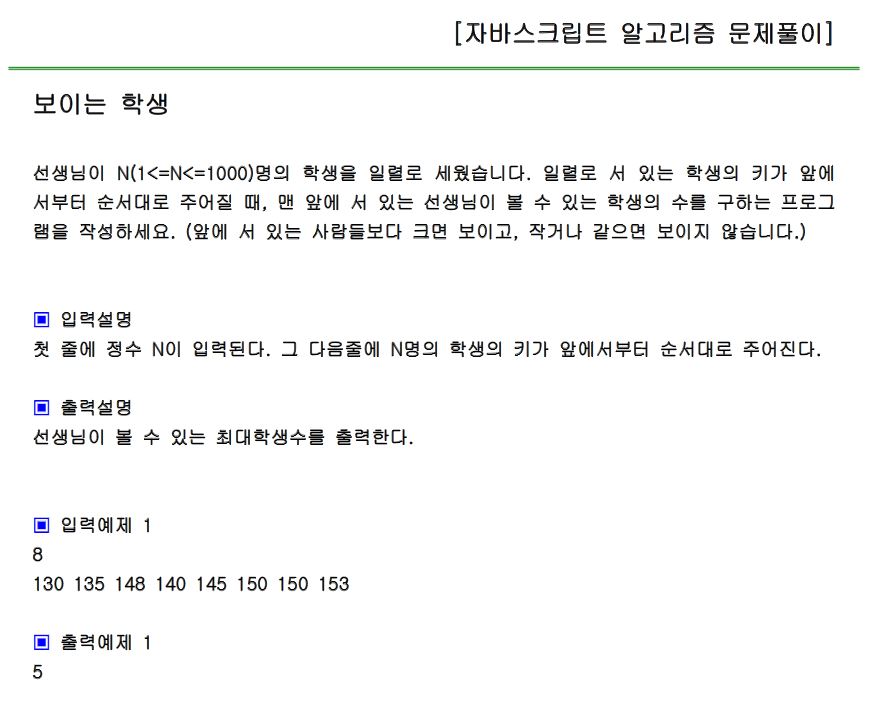 [자바스크립트 알고리즘 문제풀이]
보이는 학생
선생님이 N(1<=N<=1000)명의 학생을 일렬로 세웠습니다. 일렬로 서 있는 학생의 키가 앞에
서부터 순서대로 주어질 때, 맨 앞에 서 있는 선생님이 볼 수 있는 학생의 수를 구하는 프로그
램을 작성하세요. (앞에 서 있는 사람들보다 크면 보이고, 작거나 같으면 보이지 않습니다.)
▣ 입력설명
첫 줄에 정수 N이 입력된다. 그 다음줄에 N명의 학생의 키가 앞에서부터 순서대로 주어진다.
▣ 출력설명
선생님이 볼 수 있는 최대학생수를 출력한다.
▣ 입력예제 1
8
130 135 148 140 145 150 150 153
▣ 출력예제 1
5